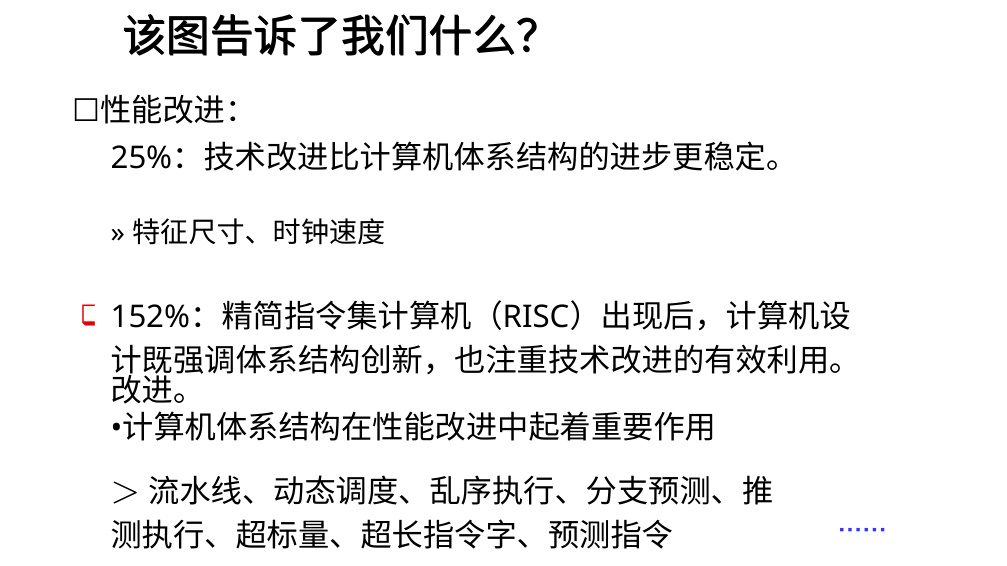 该图告诉了我们什么？
□性能改进：
25%：技术改进比计算机体系结构的进步更稳定。
» 特征尺寸、时钟速度
152%：精简指令集计算机（RISC）出现后，计算机设
计既强调体系结构创新，也注重技术改进的有效利用。
改进。
•计算机体系结构在性能改进中起着重要作用
＞ 流水线、动态调度、乱序执行、分支预测、推
测执行、超标量、超长指令字、预测指令
......